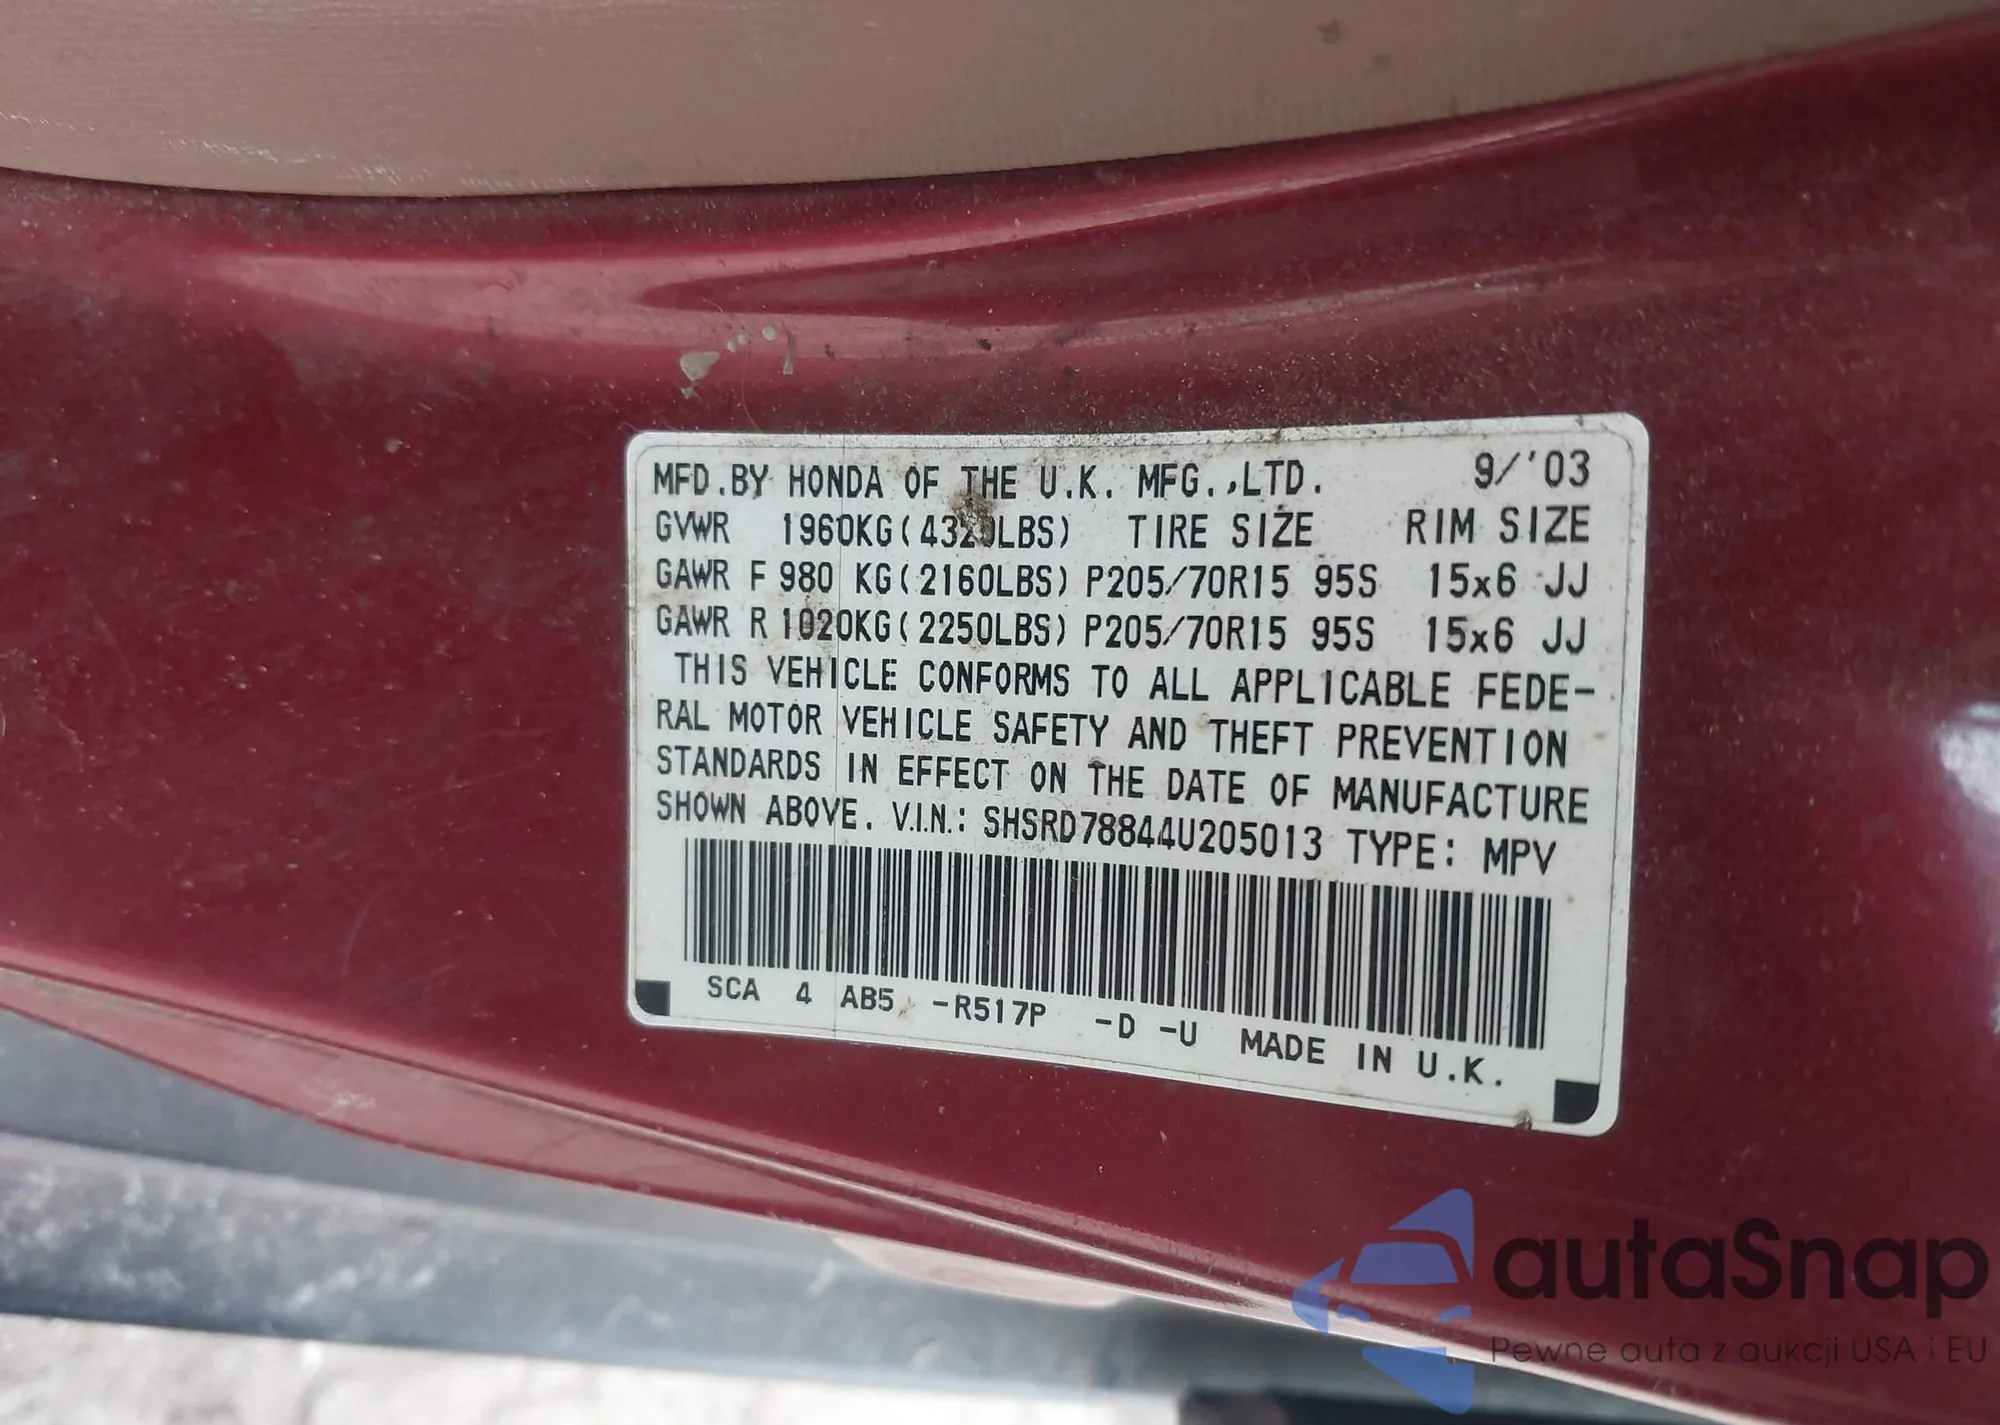 MFD.BY HONDA OF THE U.K. MFG.,LTD. 9/'03
GVWR 1960KG(4320LBS) TIRE SIZE RIM SIZE
GAWR F 980 KG(2160LBS) P205/70R15 95S 15x6 JJ
GAWR R 1020KG(2250LBS) P205/70R15 95S 15x6 JJ
THIS VEHICLE CONFORMS TO ALL APPLICABLE FEDE-
RAL MOTOR VEHICLE SAFETY AND THEFT PREVENTION
STANDARDS IN EFFECT ON THE DATE OF MANUFACTURE
SHOWN ABOVE. V.I.N.: SHSRD78844U205013 TYPE: MPV
SCA 4 AB5 -R517P -D -U MADE IN U.K.
autaSnap
Pewne auta z aukcji USA i EU